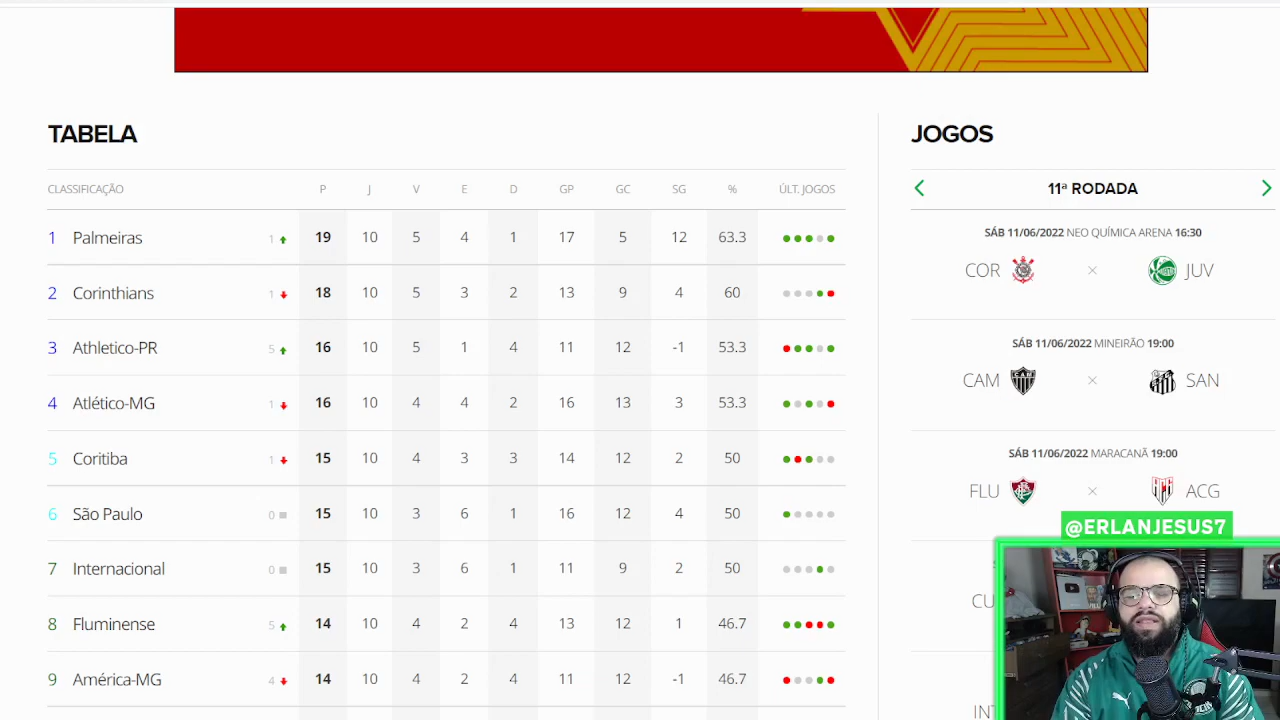 TABELA
CLASSIFICAÇÃO P J V E D GP GC SG % ÚLT. JOGOS
1 Palmeiras 1 19 10 5 4 1 17 5 12 63.3
2 Corinthians 1 18 10 5 3 2 13 9 4 60
3 Athletico-PR 5 16 10 5 1 4 11 12 -1 53.3
4 Atlético-MG 1 16 10 4 4 2 16 13 3 53.3
5 Coritiba 1 15 10 4 3 3 14 12 2 50
6 São Paulo 0 15 10 3 6 1 16 12 4 50
7 Internacional 0 15 10 3 6 1 11 9 2 50
8 Fluminense 5 14 10 4 2 4 13 12 1 46.7
9 América-MG 4 14 10 4 2 4 11 12 -1 46.7
JOGOS
11ª RODADA
SÁB 11/06/2022 NEO QUÍMICA ARENA 16:30
COR × JUV
SÁB 11/06/2022 MINEIRÃO 19:00
CAM × SAN
SÁB 11/06/2022 MARACANÃ 19:00
FLU × ACG
@ERLANJESUS7